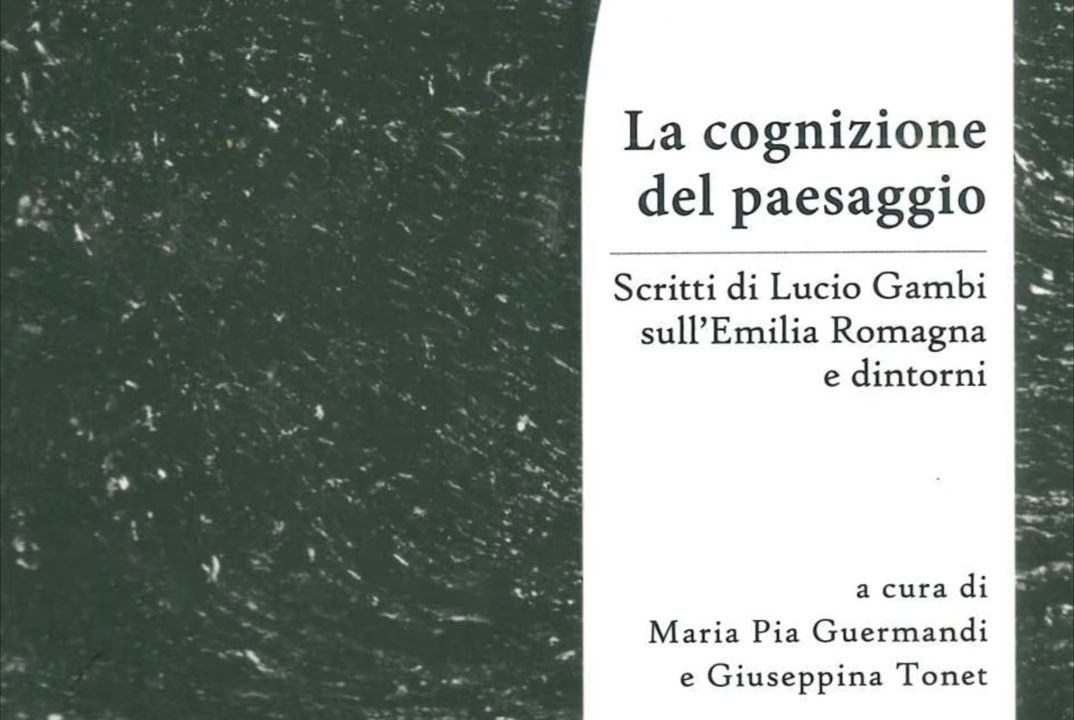 La cognizione
del paesaggio
Scritti di Lucio Gambi
sull’Emilia Romagna
e dintorni
a cura di
Maria Pia Guermandi
e Giuseppina Tonet